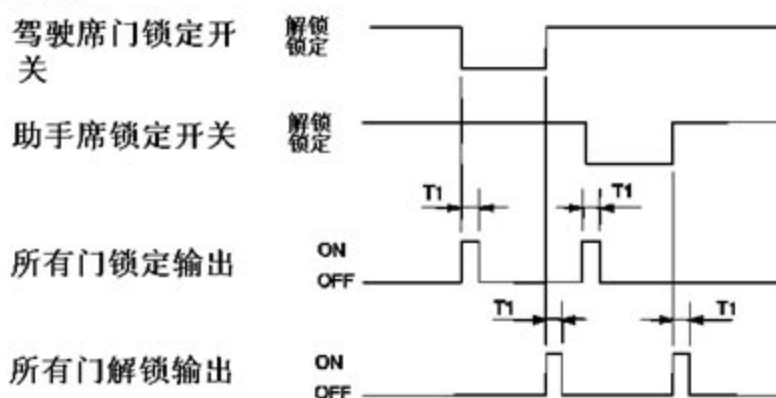 驾驶席门锁定开
关
解锁
锁定
助手席锁定开关
解锁
锁定
T1
T1
所有门锁定输出
ON
OFF
T1
T1
所有门解锁输出
ON
OFF